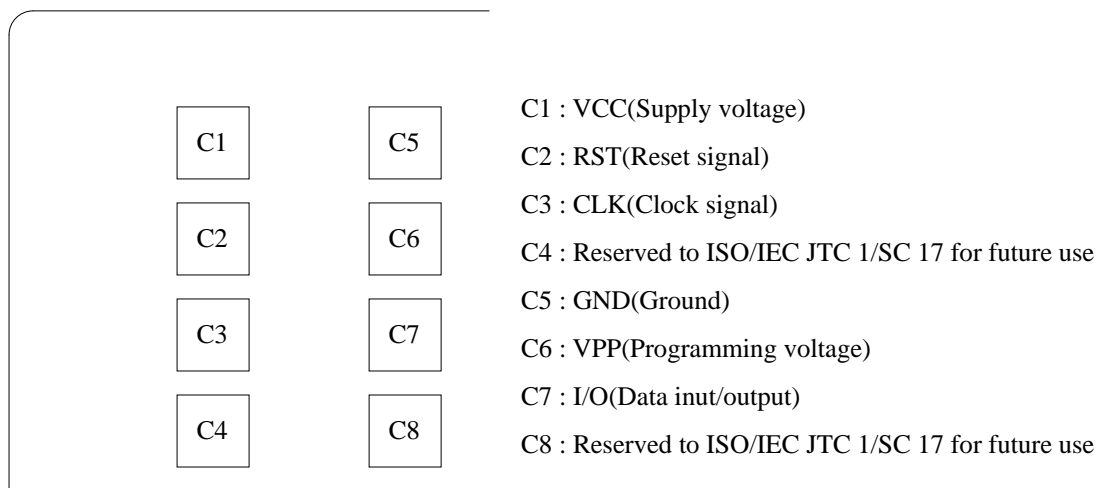 C1
C5
C2
C6
C3
C7
C4
C8
C1 : VCC(Supply voltage)
C2 : RST(Reset signal)
C3 : CLK(Clock signal)
C4 : Reserved to ISO/IEC JTC 1/SC 17 for future use
C5 : GND(Ground)
C6 : VPP(Programming voltage)
C7 : I/O(Data inut/output)
C8 : Reserved to ISO/IEC JTC 1/SC 17 for future use